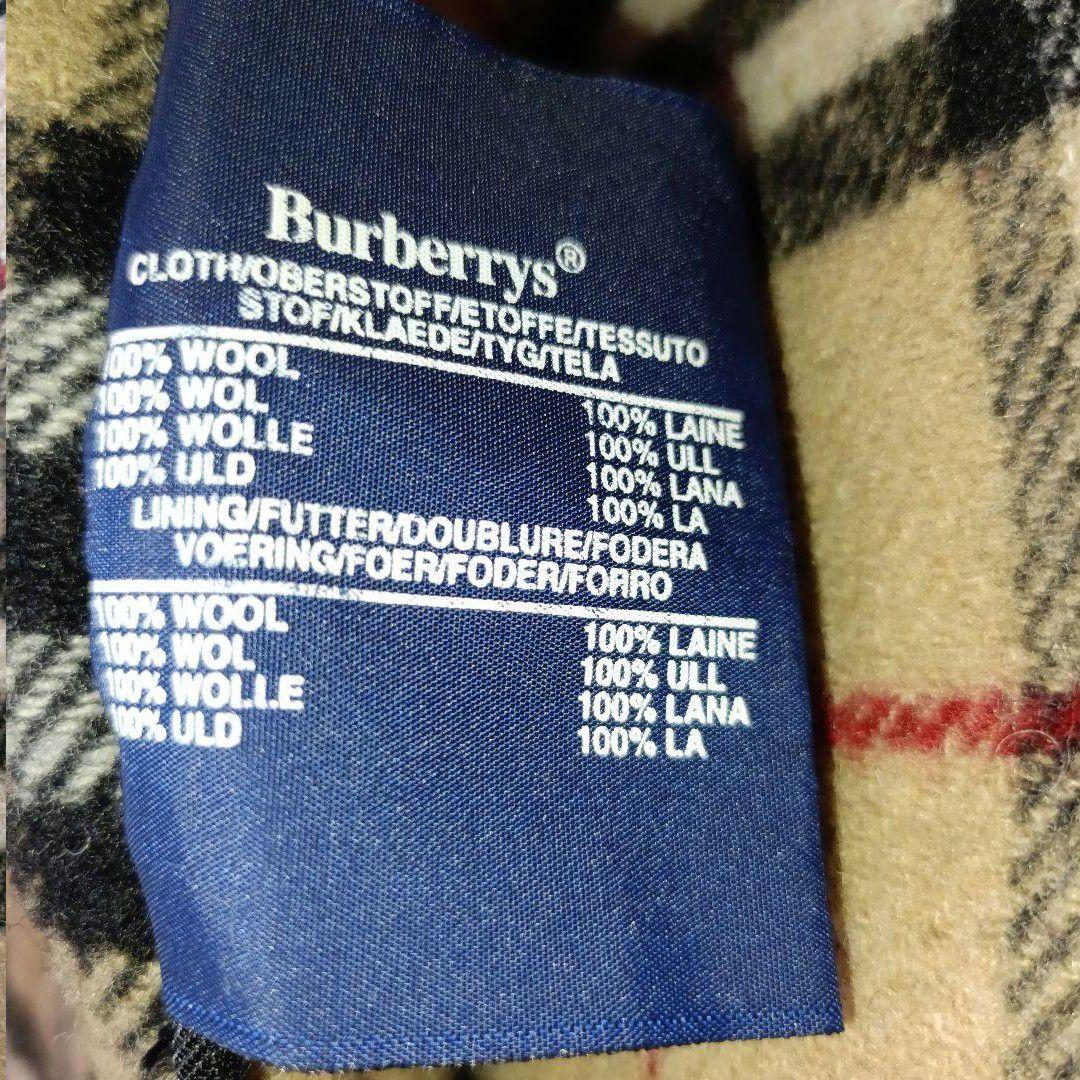 Burberrys®
CLOTH/OBERSTOFF/ETOFFE/TESSUTO
STOF/KLAEDE/TYG/TELA
100% WOOL
100% WOL
100% WOLLE
100% ULD
100% LAINE
100% ULL
100% LANA
100% LA
LINING/FUTTER/DOUBLURE/FODERA
VOERING/FOER/FODER/FORRO
100% WOOL
100% WOL
100% WOLLE
100% ULD
100% LAINE
100% ULL
100% LANA
100% LA